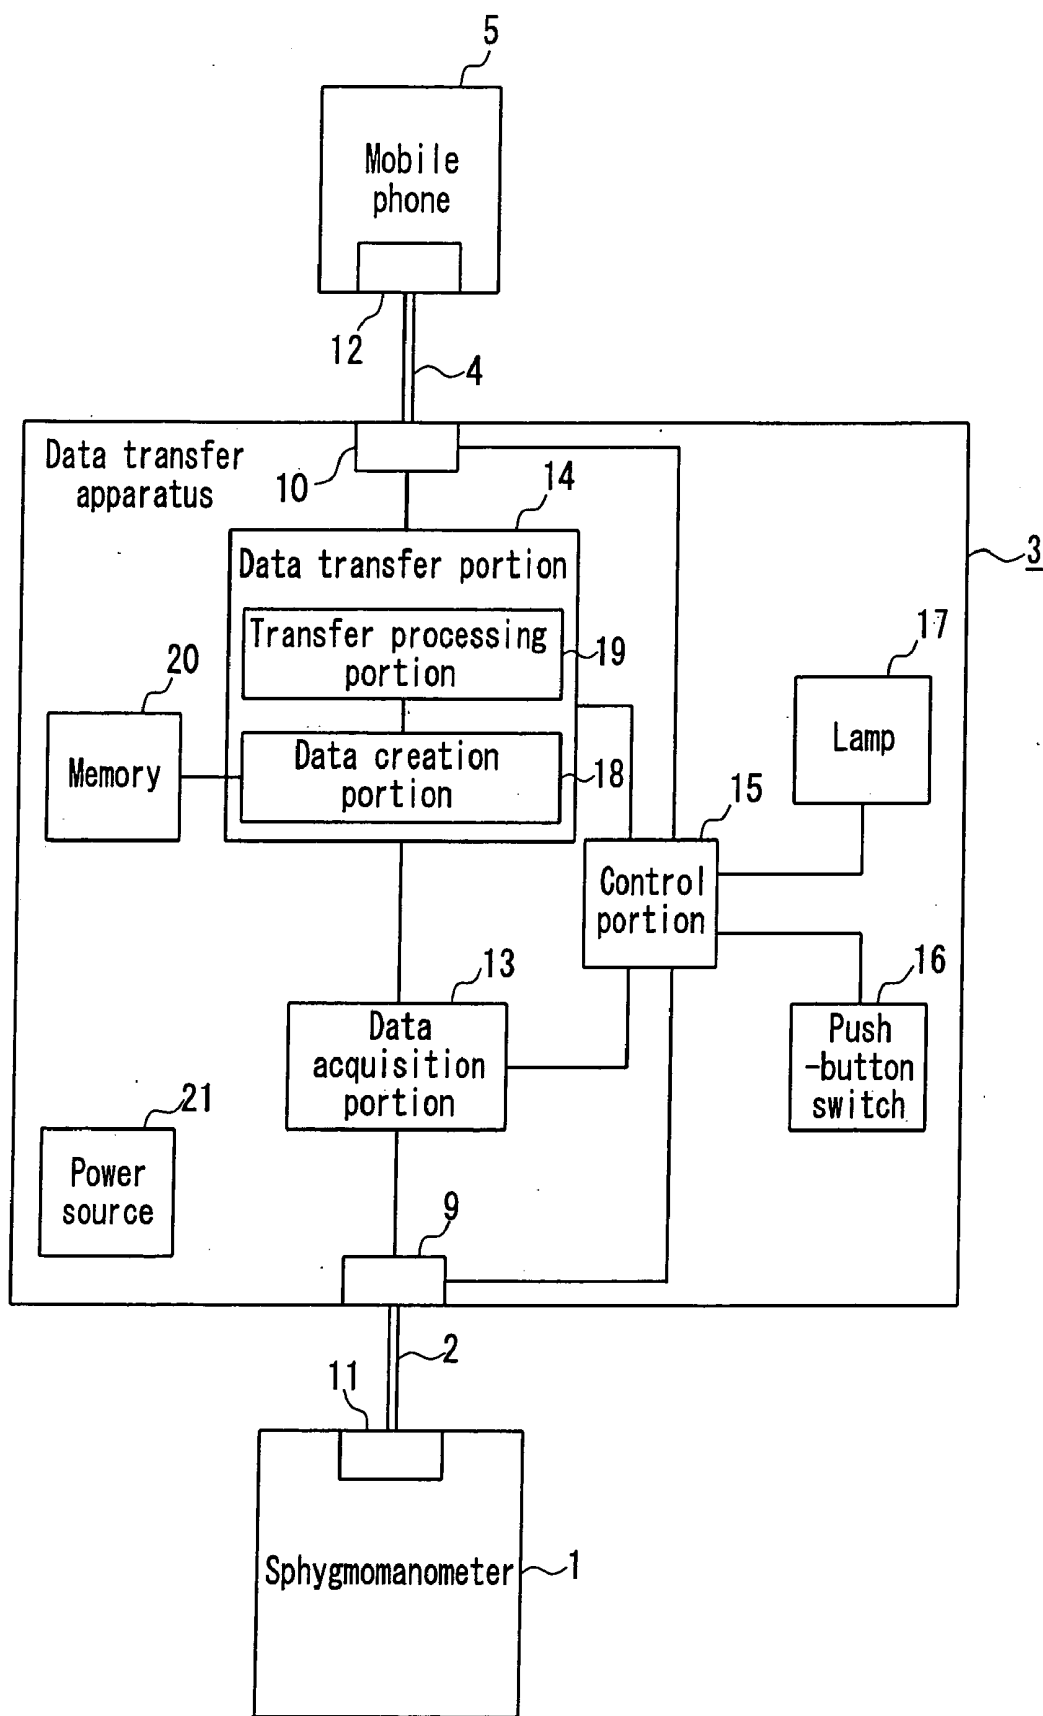 5
Mobile
phone
12
4
Data transfer
apparatus
10
14
3
Data transfer portion
Transfer processing
portion
19
17
20
Lamp
Memory
Data creation
portion
18
15
Control
portion
13
16
Data
acquisition
portion
Push
-button
switch
21
Power
source
9
2
11
Sphygmomanometer
1